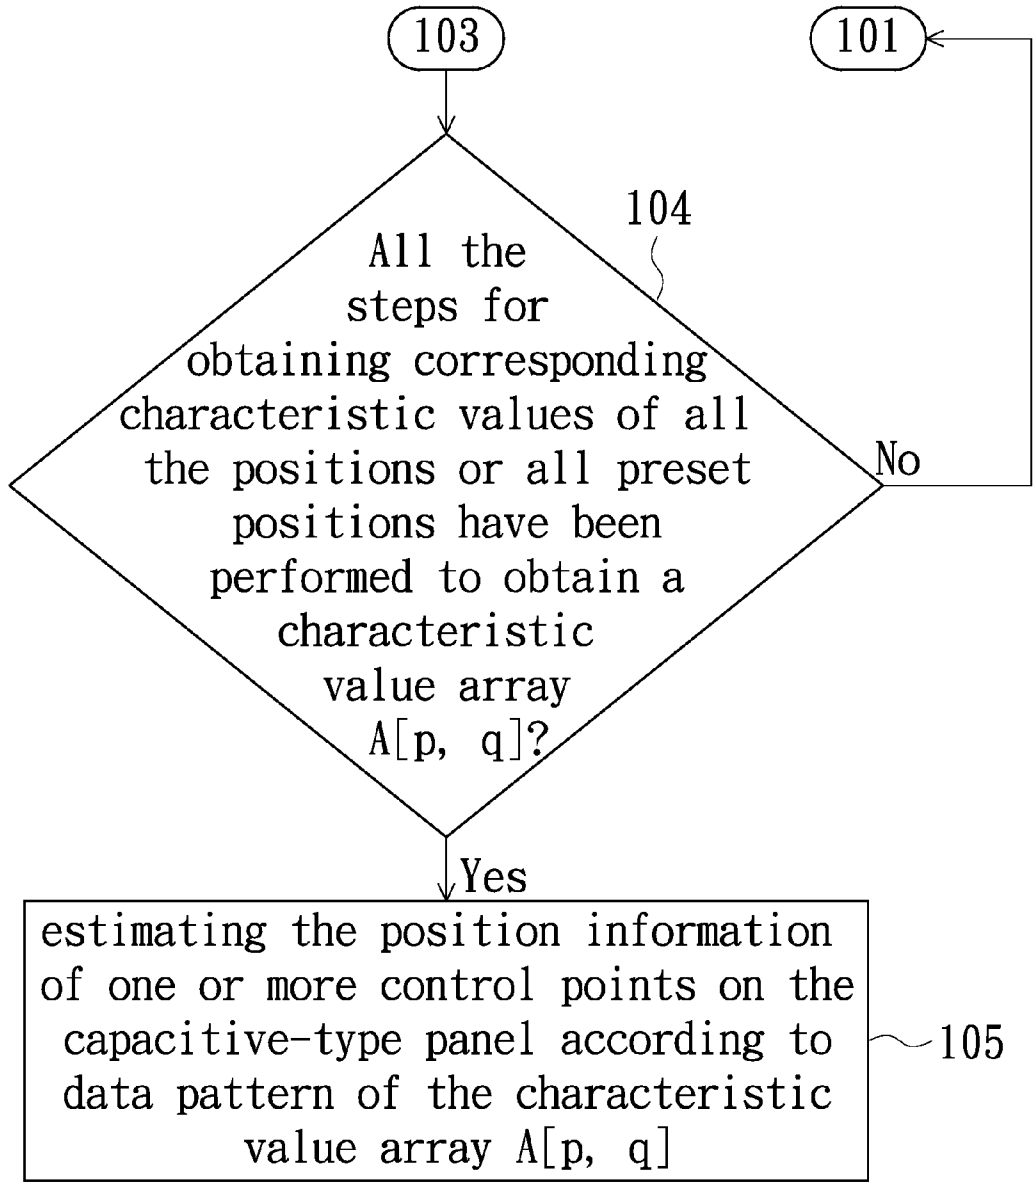 103
101
104
All the
steps for
obtaining corresponding
characteristic values of all
the positions or all preset
positions have been
performed to obtain a
characteristic
value array
A[p, q]?
No
Yes
estimating the position information
of one or more control points on the
capacitive-type panel according to
data pattern of the characteristic
value array A[p, q]
105